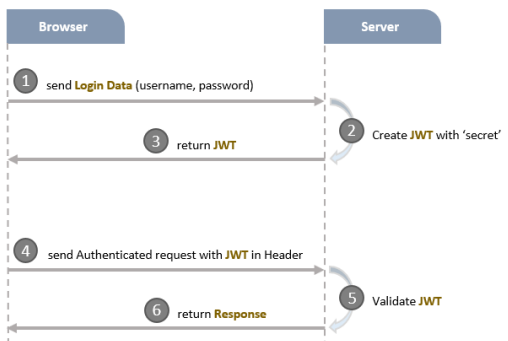 Browser
Server
1
send Login Data (username, password)
2
Create JWT with ‘secret’
3
return JWT
4
send Authenticated request with JWT in Header
5
Validate JWT
6
return Response